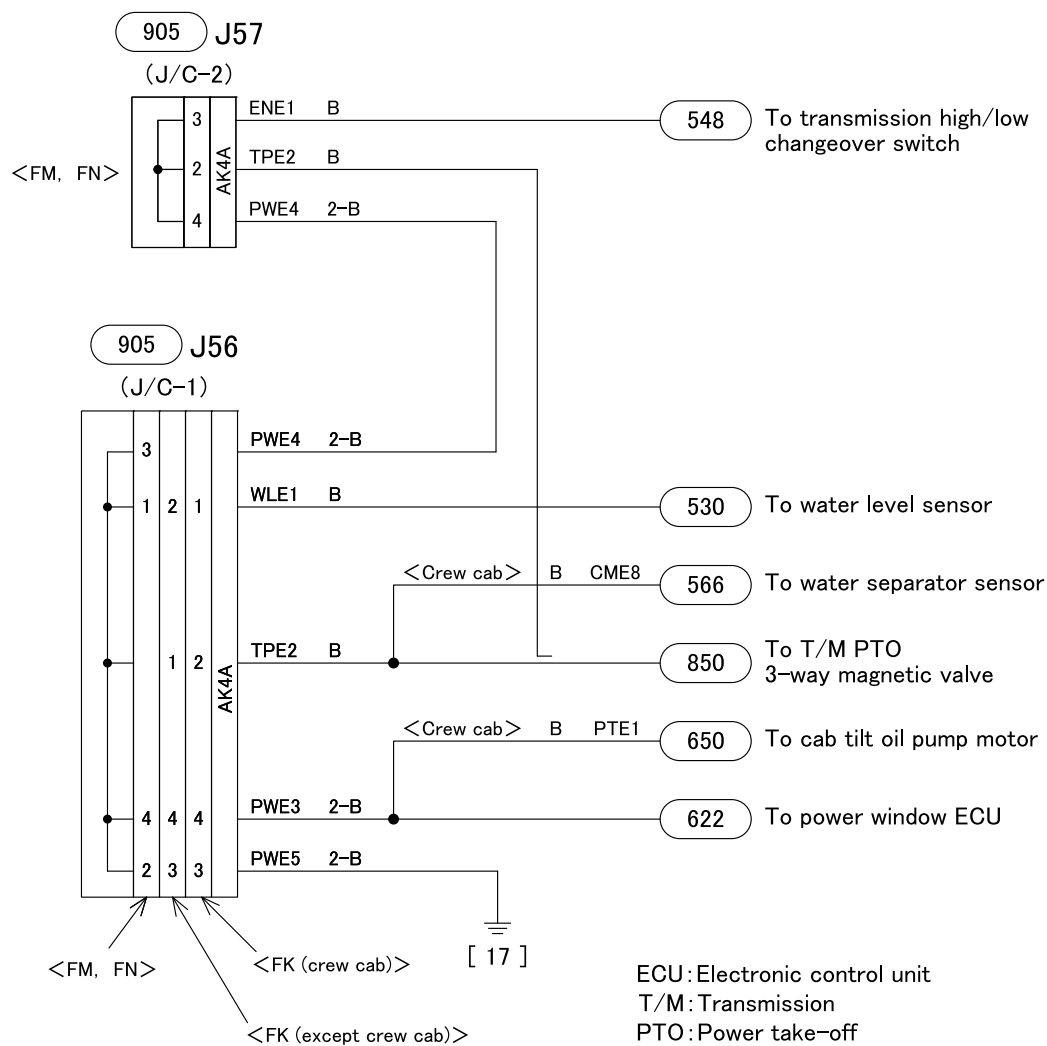 905 J57
(J/C-2)
ENE1 B
3
548
To transmission high/low
changeover switch
<FM, FN>
TPE2 B
2
AK4A
PWE4 2-B
4
905 J56
(J/C-1)
PWE4 2-B
3
WLE1 B
1 2 1
530
To water level sensor
<Crew cab> B CME8
566
To water separator sensor
TPE2 B
1 2
850
To T/M PTO
3-way magnetic valve
AK4A
<Crew cab> B PTE1
650
To cab tilt oil pump motor
PWE3 2-B
4 4 4
622
To power window ECU
PWE5 2-B
2 3 3
[ 17 ]
<FM, FN>
<FK (crew cab)>
<FK (except crew cab)>
ECU:Electronic control unit
T/M:Transmission
PTO:Power take-off